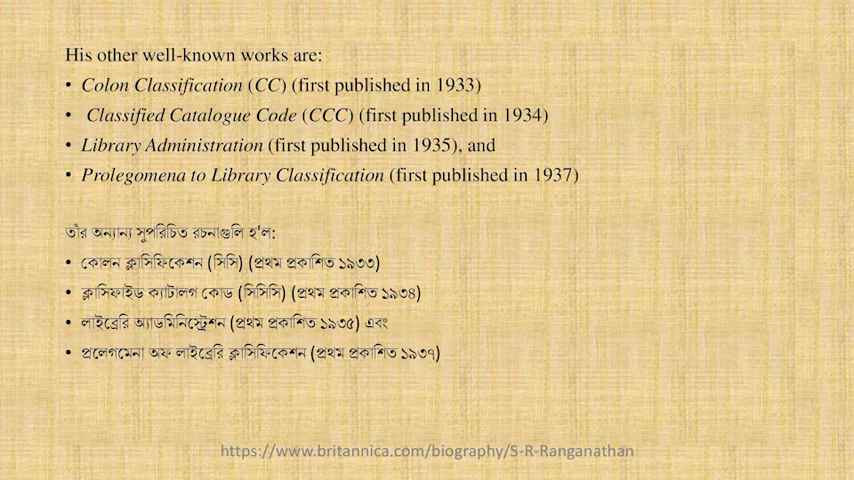 His other well-known works are:
• Colon Classification (CC) (first published in 1933)
• Classified Catalogue Code (CCC) (first published in 1934)
• Library Administration (first published in 1935), and
• Prolegomena to Library Classification (first published in 1937)
তাঁর অন্যান্য সুপরিচিত রচনাগুলি হ'ল:
• কোলন ক্লাসিফিকেশন (সিসি) (প্রথম প্রকাশিত ১৯৩৩)
• ক্লাসিফাইড ক্যাটালগ কোড (সিসিসি) (প্রথম প্রকাশিত ১৯৩৪)
• লাইব্রেরি অ্যাডমিনিস্ট্রেশন (প্রথম প্রকাশিত ১৯৩৫) এবং
• প্রলেগমেনা অফ লাইব্রেরি ক্লাসিফিকেশন (প্রথম প্রকাশিত ১৯৩৭)
https://www.britannica.com/biography/S-R-Ranganathan